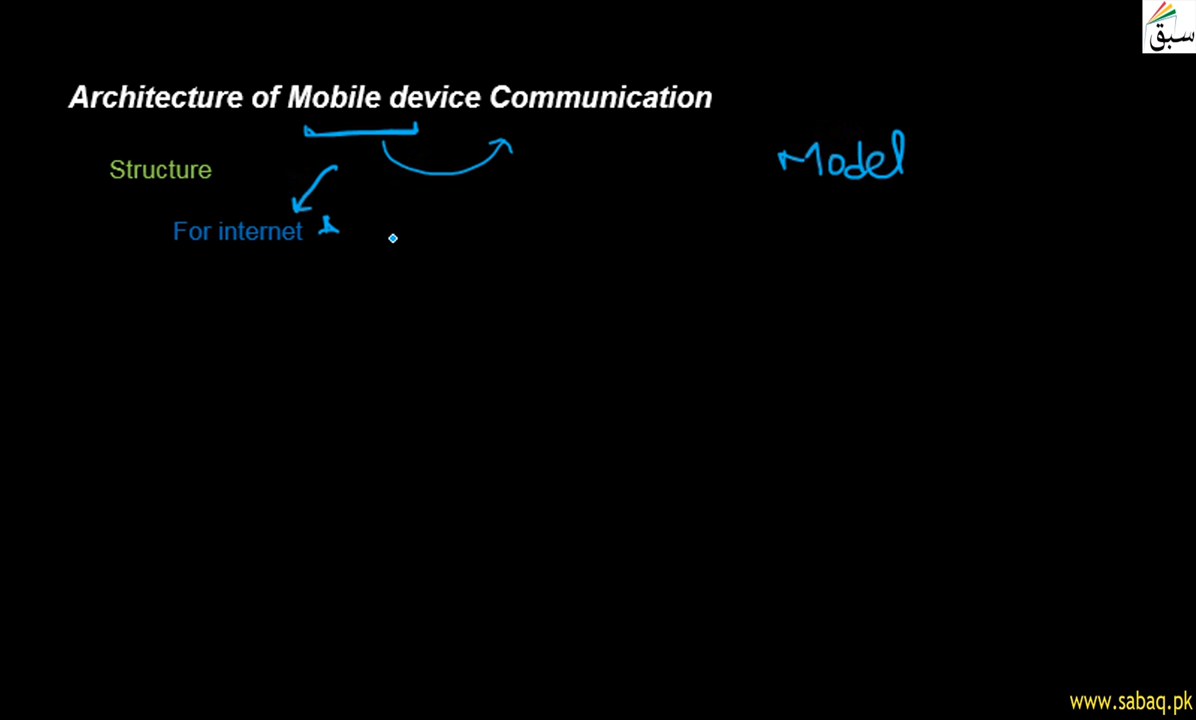 سبق
Architecture of Mobile device Communication
Model
Structure
For internet
www.sabaq.pk